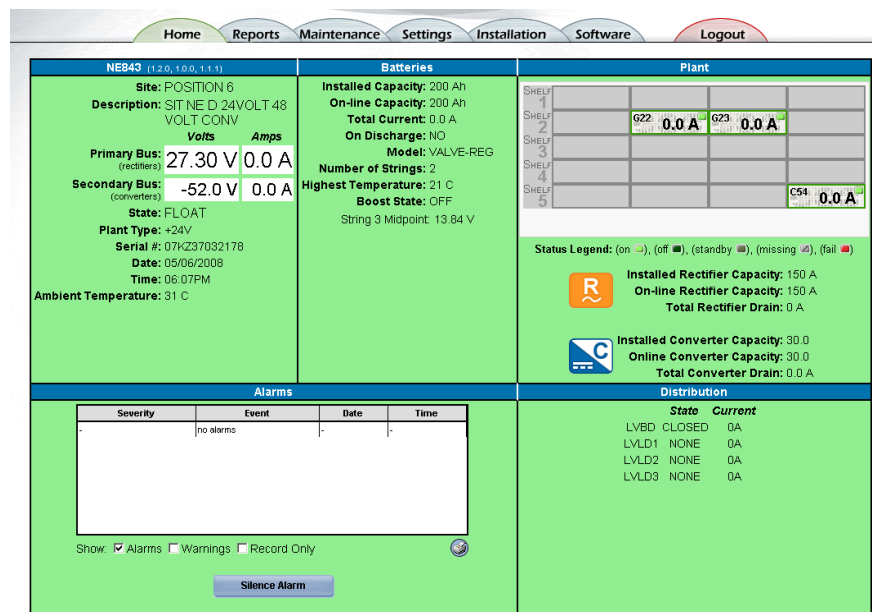 Home Reports Maintenance Settings Installation Software Logout
NE843 (1.2.0, 1.0.0, 1.1.1)
Site: POSITION 6
Description: SIT NE D 24VOLT 48
VOLT CONV
Volts Amps
Primary Bus: 27.30 V 0.0 A
(rectifiers)
Secondary Bus: -52.0 V 0.0 A
(converters)
State: FLOAT
Plant Type: +24V
Serial #: 07KZ37032178
Date: 05/06/2008
Time: 06:07PM
Ambient Temperature: 31 C
Batteries
Installed Capacity: 200 Ah
On-line Capacity: 200 Ah
Total Current: 0.0 A
On Discharge: NO
Model: VALVE-REG
Number of Strings: 2
Highest Temperature: 21 C
Boost State: OFF
String 3 Midpoint: 13.84 V
Plant
SHELF
1
SHELF
2
G22 0.0 A G23 0.0 A
SHELF
3
SHELF
4
SHELF
5
C54 0.0 A
Status Legend: (on ), (off ), (standby ), (missing ), (fail )
R
Installed Rectifier Capacity: 150 A
On-line Rectifier Capacity: 150 A
Total Rectifier Drain: 0 A
C
Installed Converter Capacity: 30.0
Online Converter Capacity: 30.0
Total Converter Drain: 0.0 A
Alarms
Severity Event Date Time
- no alarms - -
Show: Alarms Warnings Record Only
Silence Alarm
Distribution
State Current
LVBD CLOSED 0A
LVLD1 NONE 0A
LVLD2 NONE 0A
LVLD3 NONE 0A